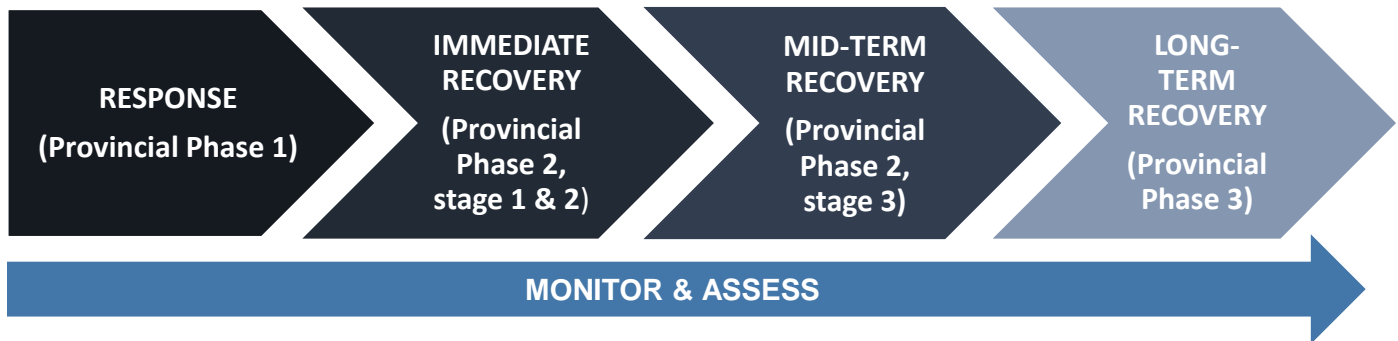 RESPONSE
(Provincial Phase 1)
IMMEDIATE
RECOVERY
(Provincial
Phase 2,
stage 1 & 2)
MID-TERM
RECOVERY
(Provincial
Phase 2,
stage 3)
LONG-
TERM
RECOVERY
(Provincial
Phase 3)
MONITOR & ASSESS